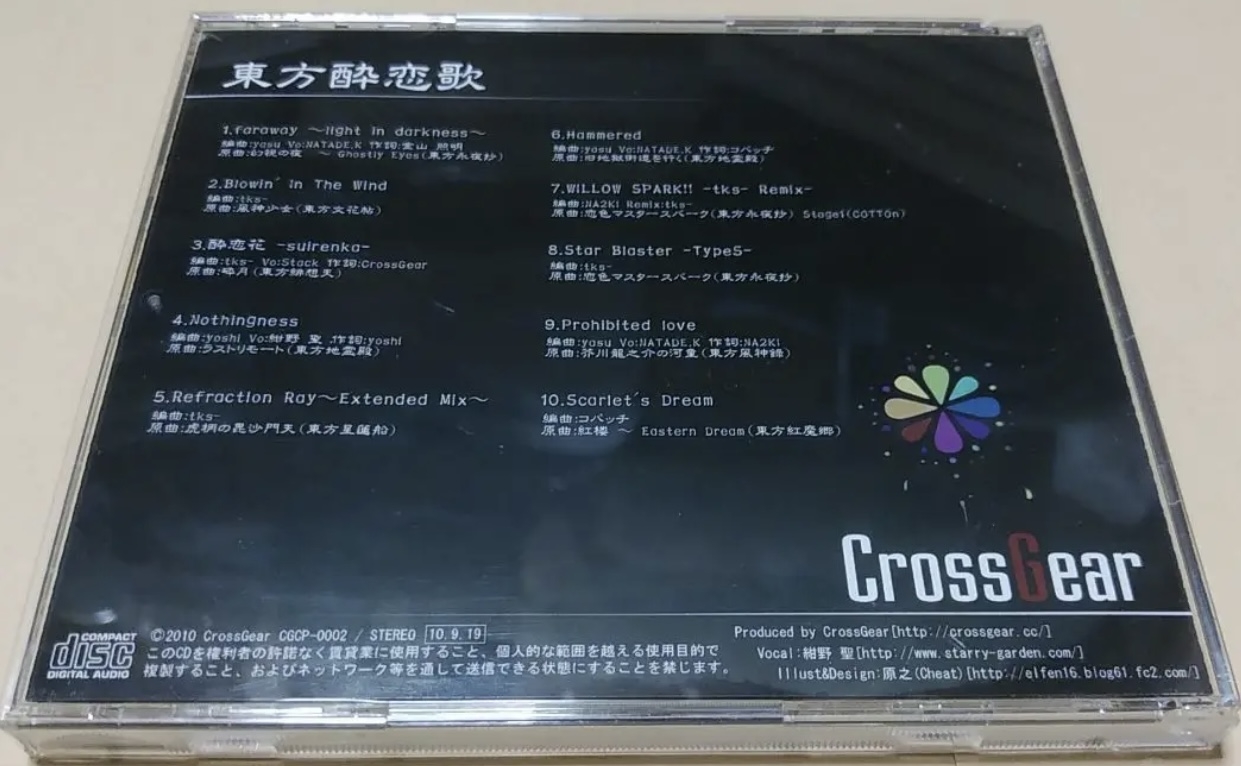 東方酔恋歌
1.faraway ～light in darkness～
編曲:yasu Vo:NATADE.K 作詞:金山 照明
原曲:幻視の夜 ～ Ghostly Eyes(東方永夜抄)
2.Blowin´ in The Wind
編曲:tks-
原曲:風神少女(東方文花帖)
3.酔恋花 -suirenka-
編曲:tks- Vo:Stack 作詞:CrossGear
原曲:砕月(東方緋想天)
4.Nothingness
編曲:yoshi Vo:紺野 聖 作詞:yoshi
原曲:ラストリモート(東方地霊殿)
5.Refraction Ray～Extended Mix～
編曲:tks-
原曲:虎柄の毘沙門天(東方星蓮船)
6.Hammered
編曲:yasu Vo:NATADE.K 作詞:コバッチ
原曲:旧地獄街道を行く(東方地霊殿)
7.WILLOW SPARK!! -tks- Remix-
編曲:NA2KI Remix:tks-
原曲:恋色マスタースパーク(東方永夜抄) Stage1(COTTOn)
8.Star Blaster -TypeS-
編曲:tks-
原曲:恋色マスタースパーク(東方永夜抄)
9.Prohibited love
編曲:yasu Vo:NATADE.K 作詞:NA2KI
原曲:芥川龍之介の河童(東方風神録)
10.Scarlet´s Dream
編曲:コバッチ
原曲:紅楼 ～ Eastern Dream(東方紅魔郷)
CrossGear
COMPACT
disc
DIGITAL AUDIO
©2010 CrossGear CGCP-0002 / STEREO 10.9.19
このCDを権利者の許諾なく賃貸業に使用すること、個人的な範囲を越える使用目的で
複製すること、およびネットワーク等を通して送信できる状態にすることを禁じます。
Produced by CrossGear[http://crossgear.cc/]
Vocal:紺野 聖[http://www.starry-garden.com/]
Illust&Design:原之(Cheat)[http://elfen16.blog61.fc2.com/]